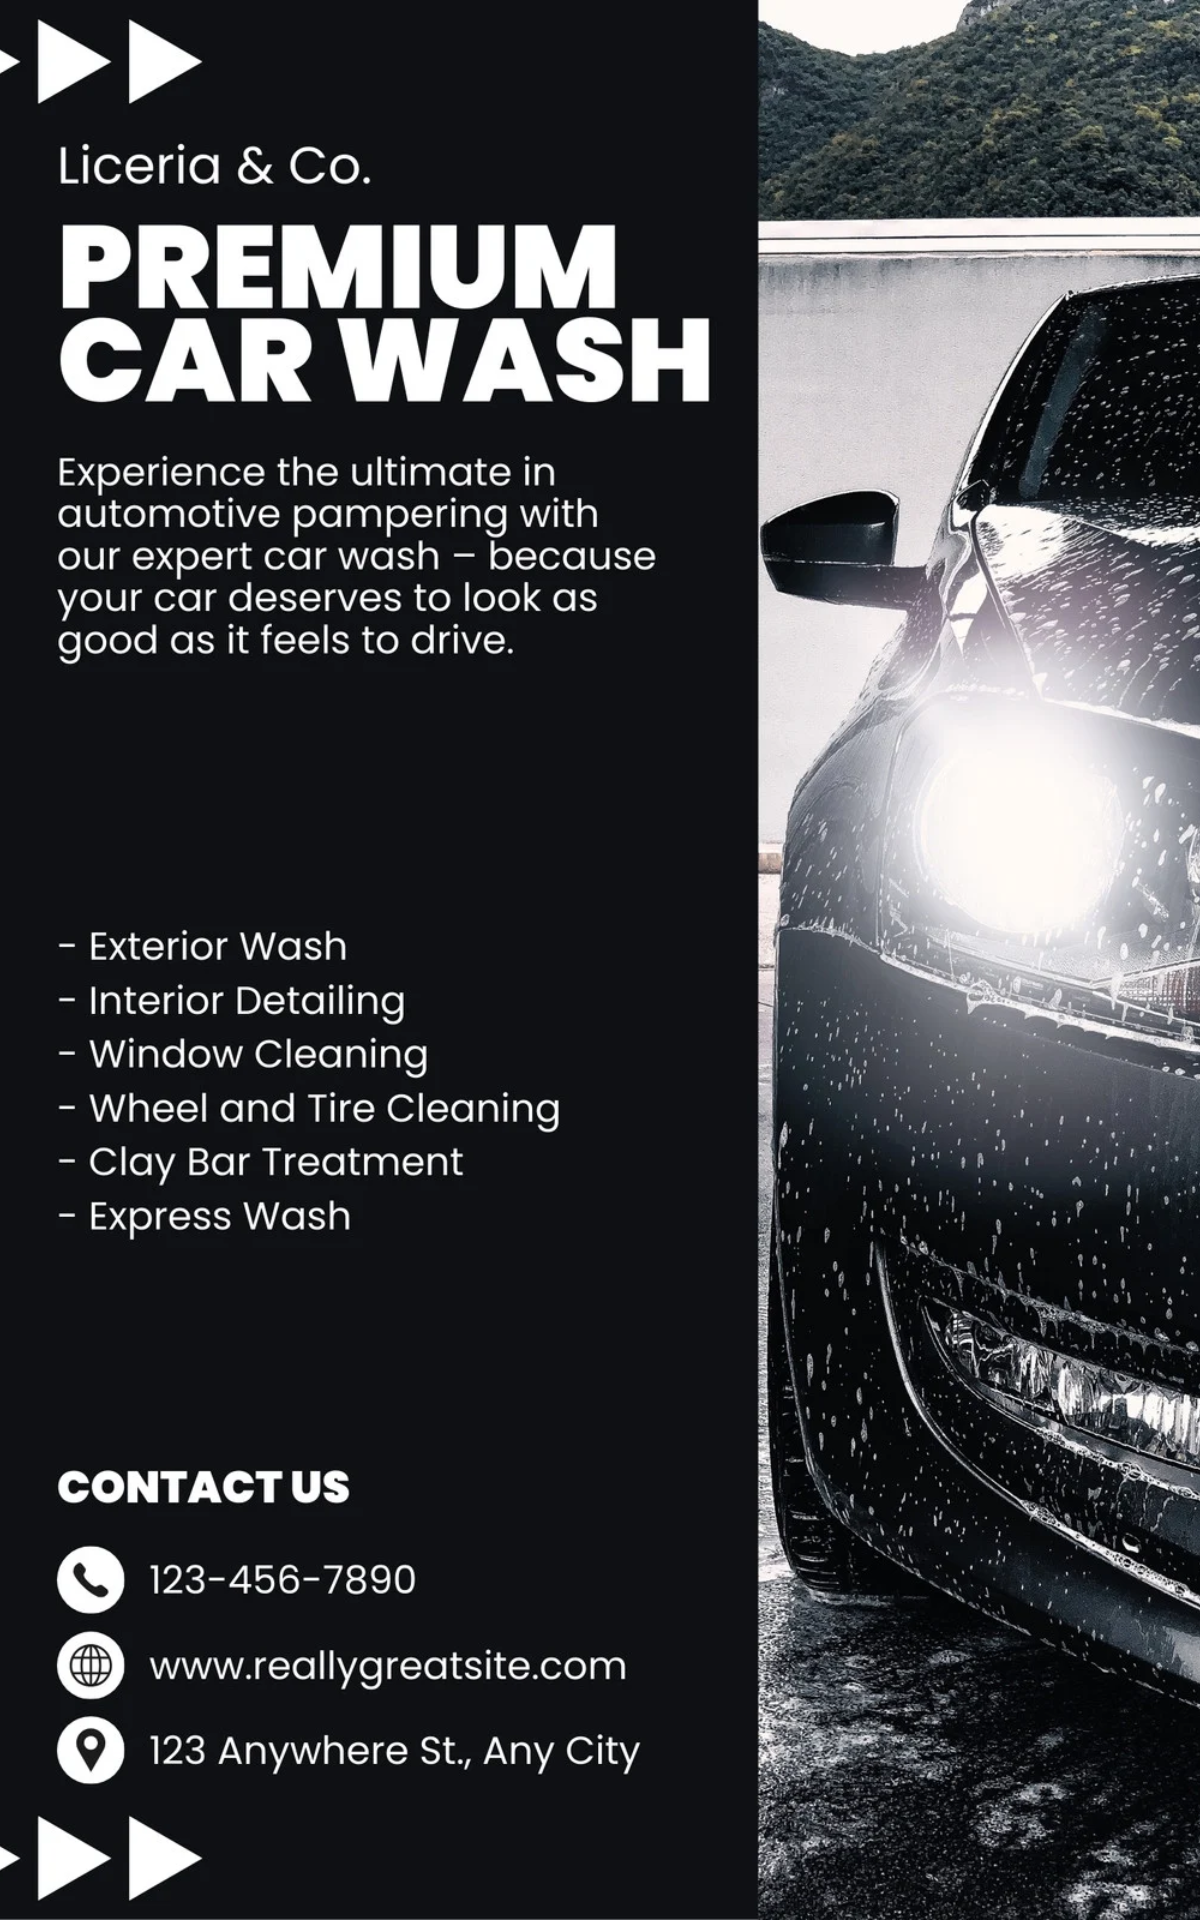 Liceria & Co.
PREMIUM
CAR WASH
Experience the ultimate in
automotive pampering with
our expert car wash – because
your car deserves to look as
good as it feels to drive.
- Exterior Wash
- Interior Detailing
- Window Cleaning
- Wheel and Tire Cleaning
- Clay Bar Treatment
- Express Wash
CONTACT US
123-456-7890
www.reallygreatsite.com
123 Anywhere St., Any City